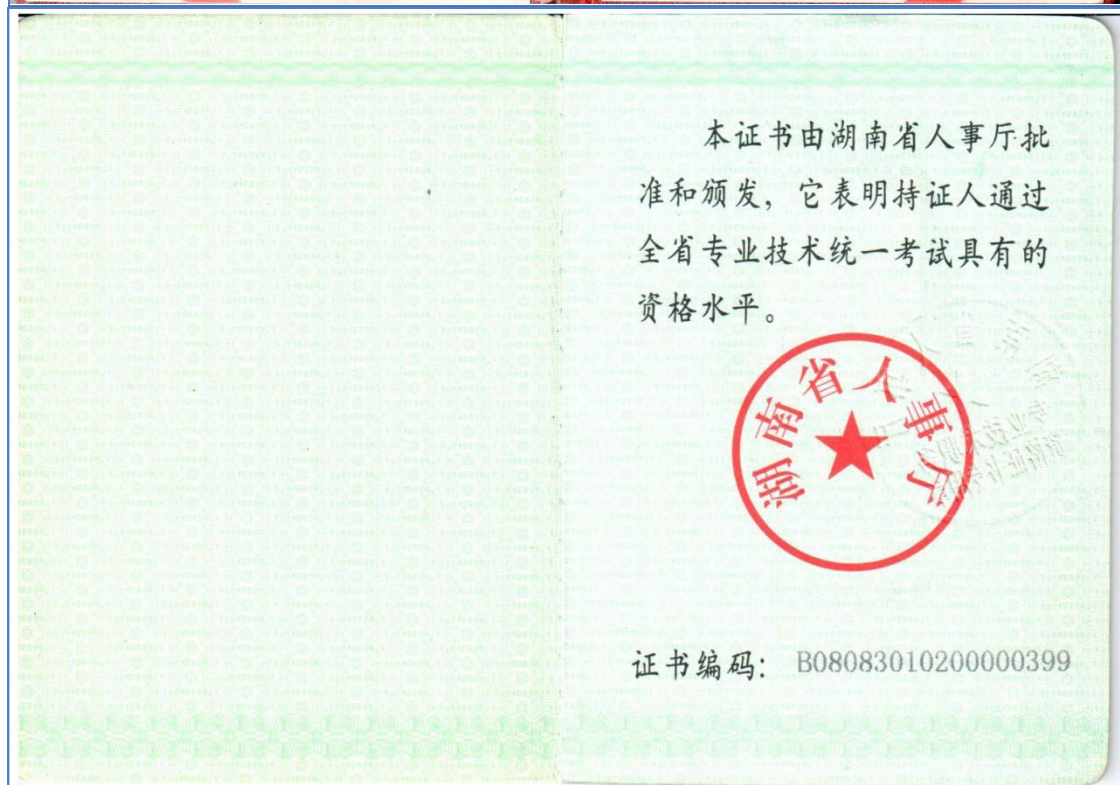 本证书由湖南省人事厅批
准和颁发，它表明持证人通过
全省专业技术统一考试具有的
资格水平。
湖南省人事厅
证书编码: B08083010200000399